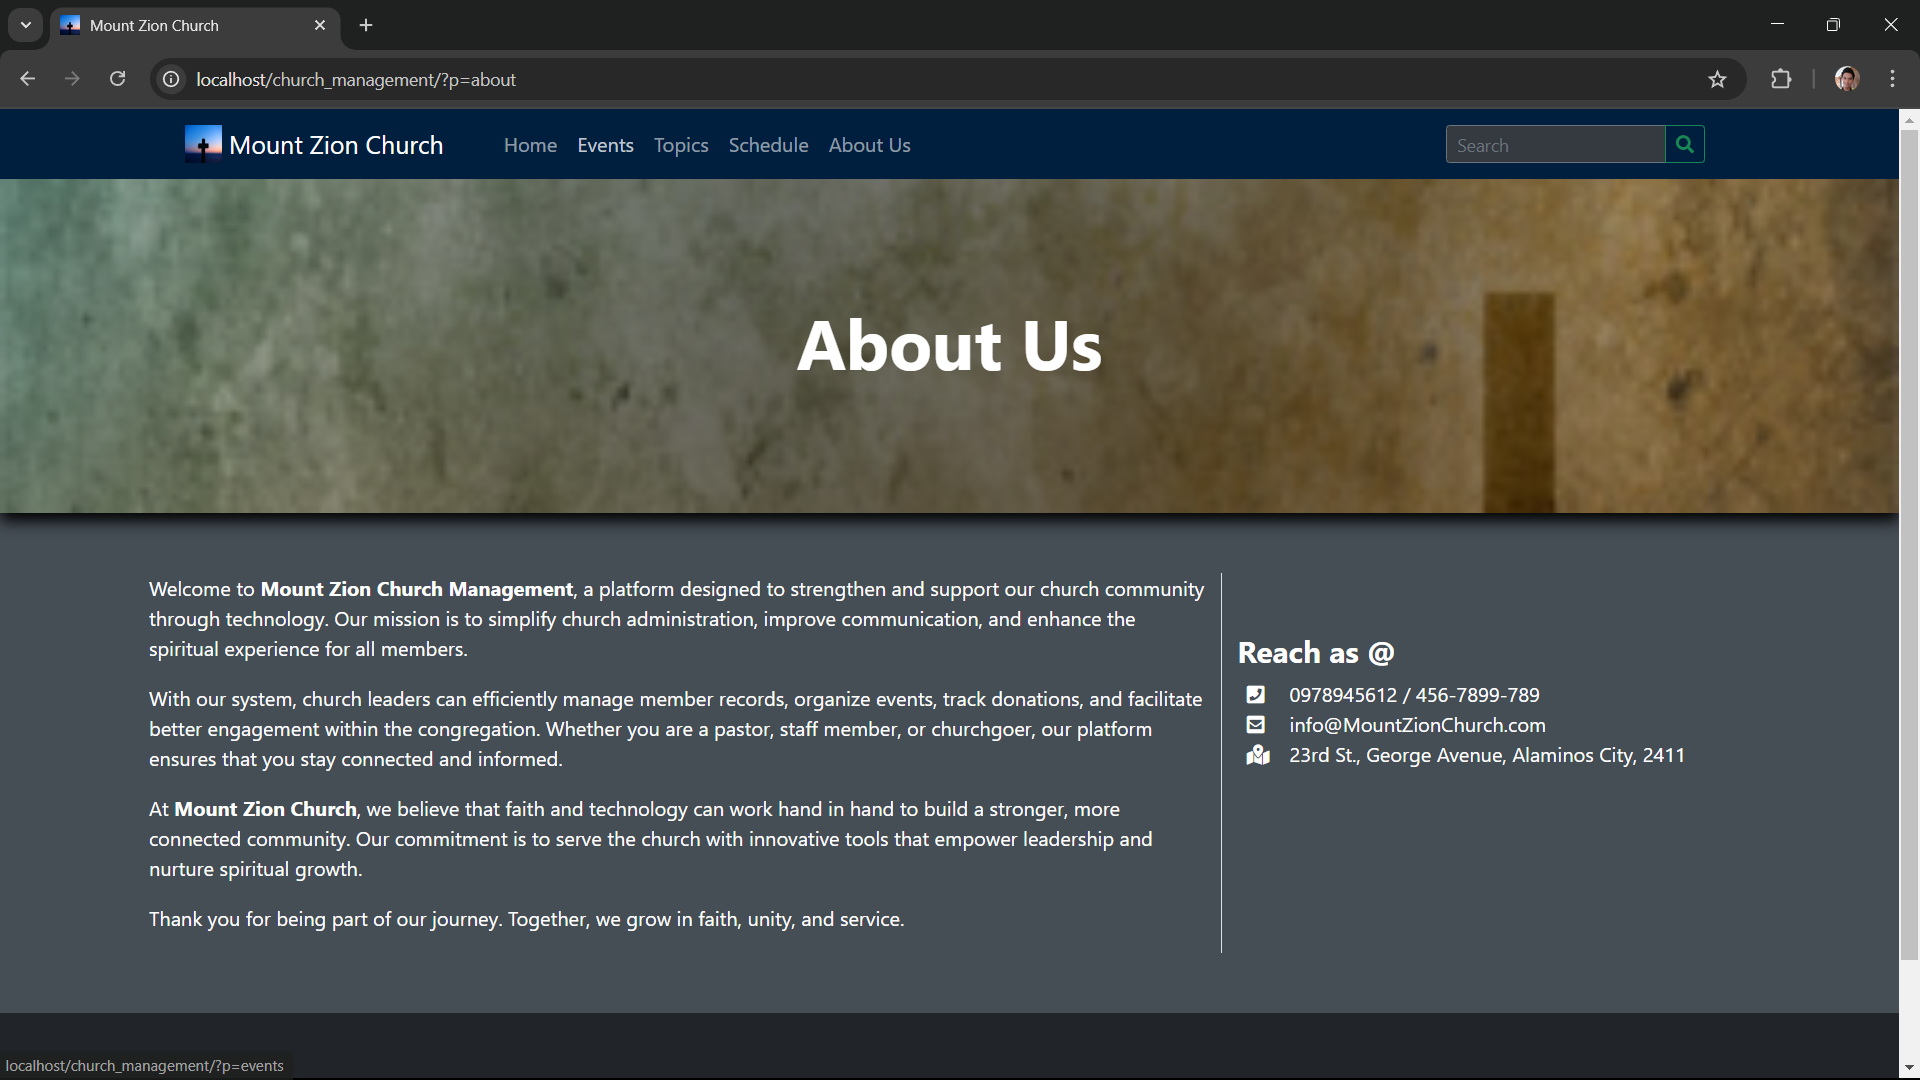 Mount Zion Church
localhost/church_management/?p=about
Mount Zion Church
Home Events Topics Schedule About Us
Search
About Us
Welcome to Mount Zion Church Management, a platform designed to strengthen and support our church community
through technology. Our mission is to simplify church administration, improve communication, and enhance the
spiritual experience for all members.
With our system, church leaders can efficiently manage member records, organize events, track donations, and facilitate
better engagement within the congregation. Whether you are a pastor, staff member, or churchgoer, our platform
ensures that you stay connected and informed.
At Mount Zion Church, we believe that faith and technology can work hand in hand to build a stronger, more
connected community. Our commitment is to serve the church with innovative tools that empower leadership and
nurture spiritual growth.
Thank you for being part of our journey. Together, we grow in faith, unity, and service.
Reach as @
0978945612 / 456-7899-789
info@MountZionChurch.com
23rd St., George Avenue, Alaminos City, 2411
localhost/church_management/?p=events